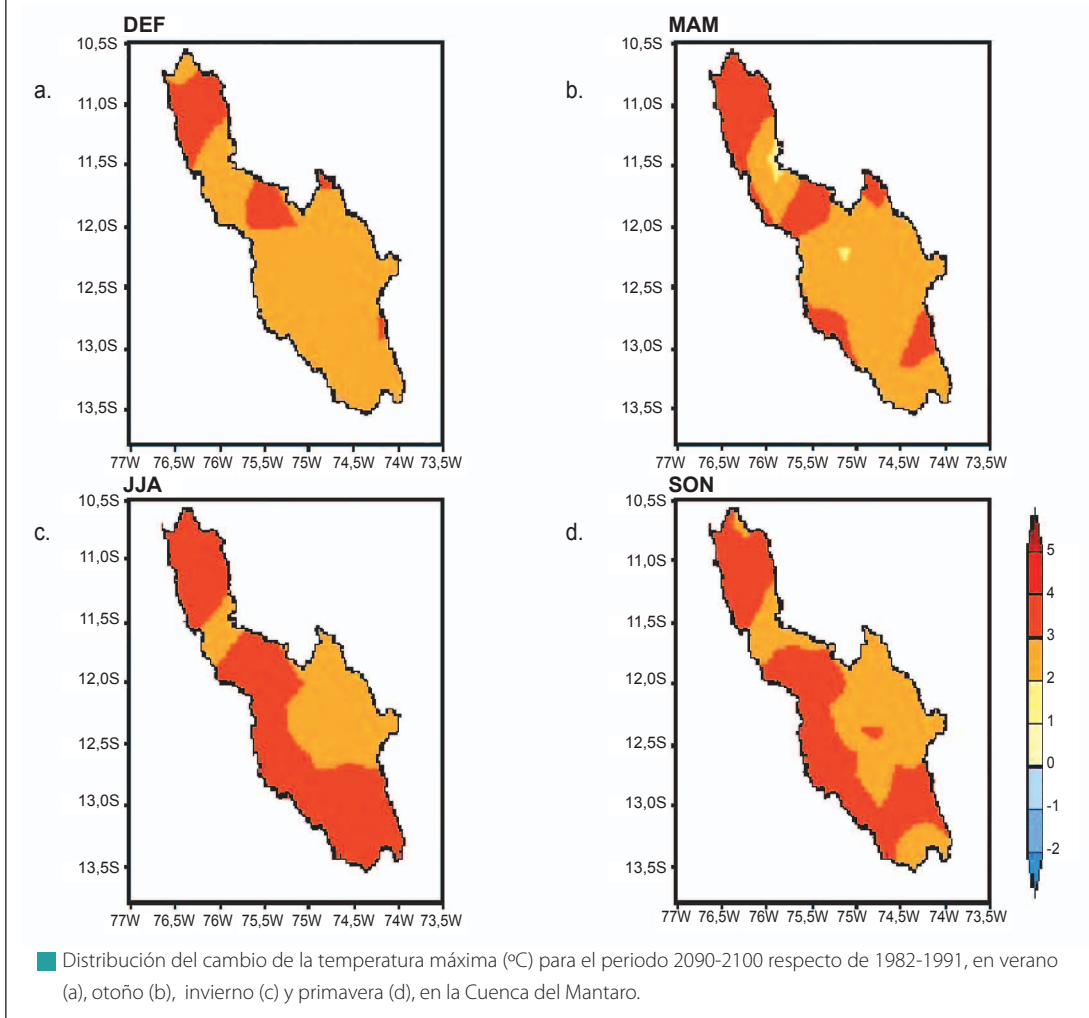 DEF
MAM
a.
b.
10,5S
11,0S
11,5S
12,0S
12,5S
13,0S
13,5S
77W 76,5W 76W 75,5W 75W 74,5W 74W 73,5W
10,5S
11,0S
11,5S
12,0S
12,5S
13,0S
13,5S
77W 76,5W 76W 75,5W 75W 74,5W 74W 73,5W
JJA
SON
c.
d.
10,5S
11,0S
11,5S
12,0S
12,5S
13,0S
13,5S
77W 76,5W 76W 75,5W 75W 74,5W 74W 73,5W
10,5S
11,0S
11,5S
12,0S
12,5S
13,0S
13,5S
77W 76,5W 76W 75,5W 75W 74,5W 74W 73,5W
5
4
3
2
1
0
-1
-2
Distribución del cambio de la temperatura máxima (ºC) para el periodo 2090-2100 respecto de 1982-1991, en verano
(a), otoño (b), invierno (c) y primavera (d), en la Cuenca del Mantaro.